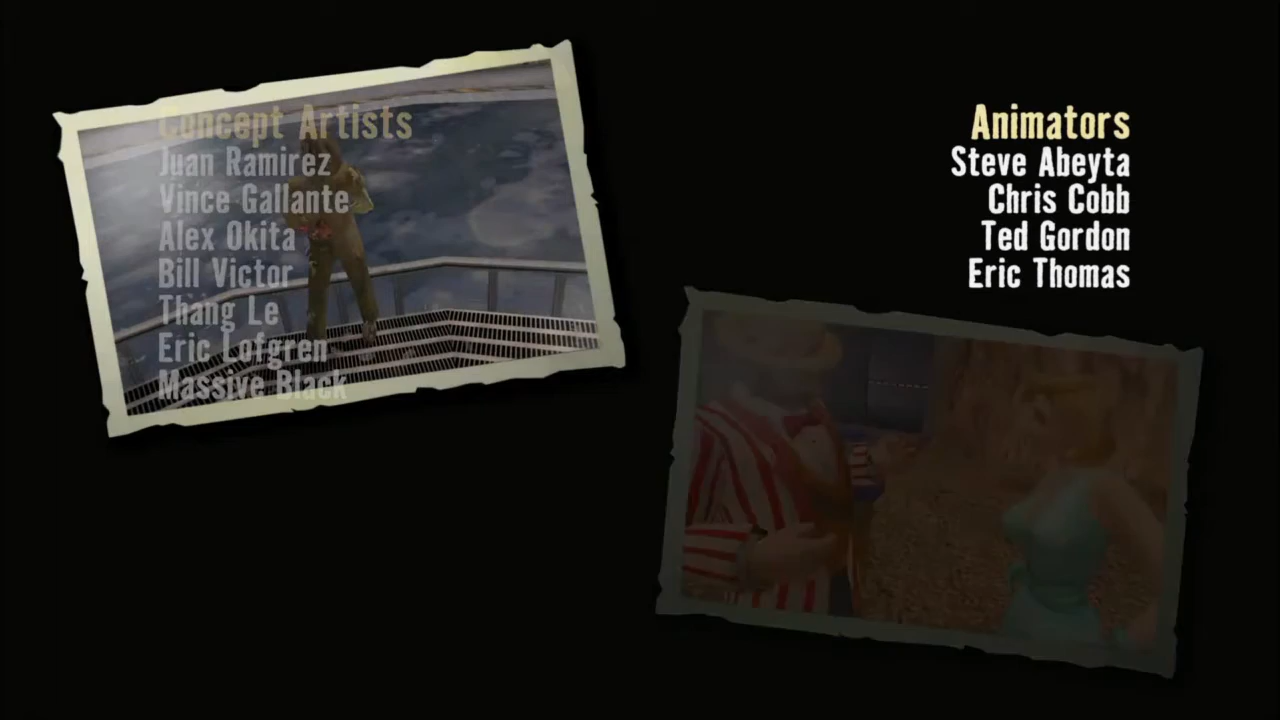 Concept Artists
Juan Ramirez
Vince Gallante
Alex Okita
Bill Victor
Thang Le
Eric Lofgren
Massive Black
Animators
Steve Abeyta
Chris Cobb
Ted Gordon
Eric Thomas